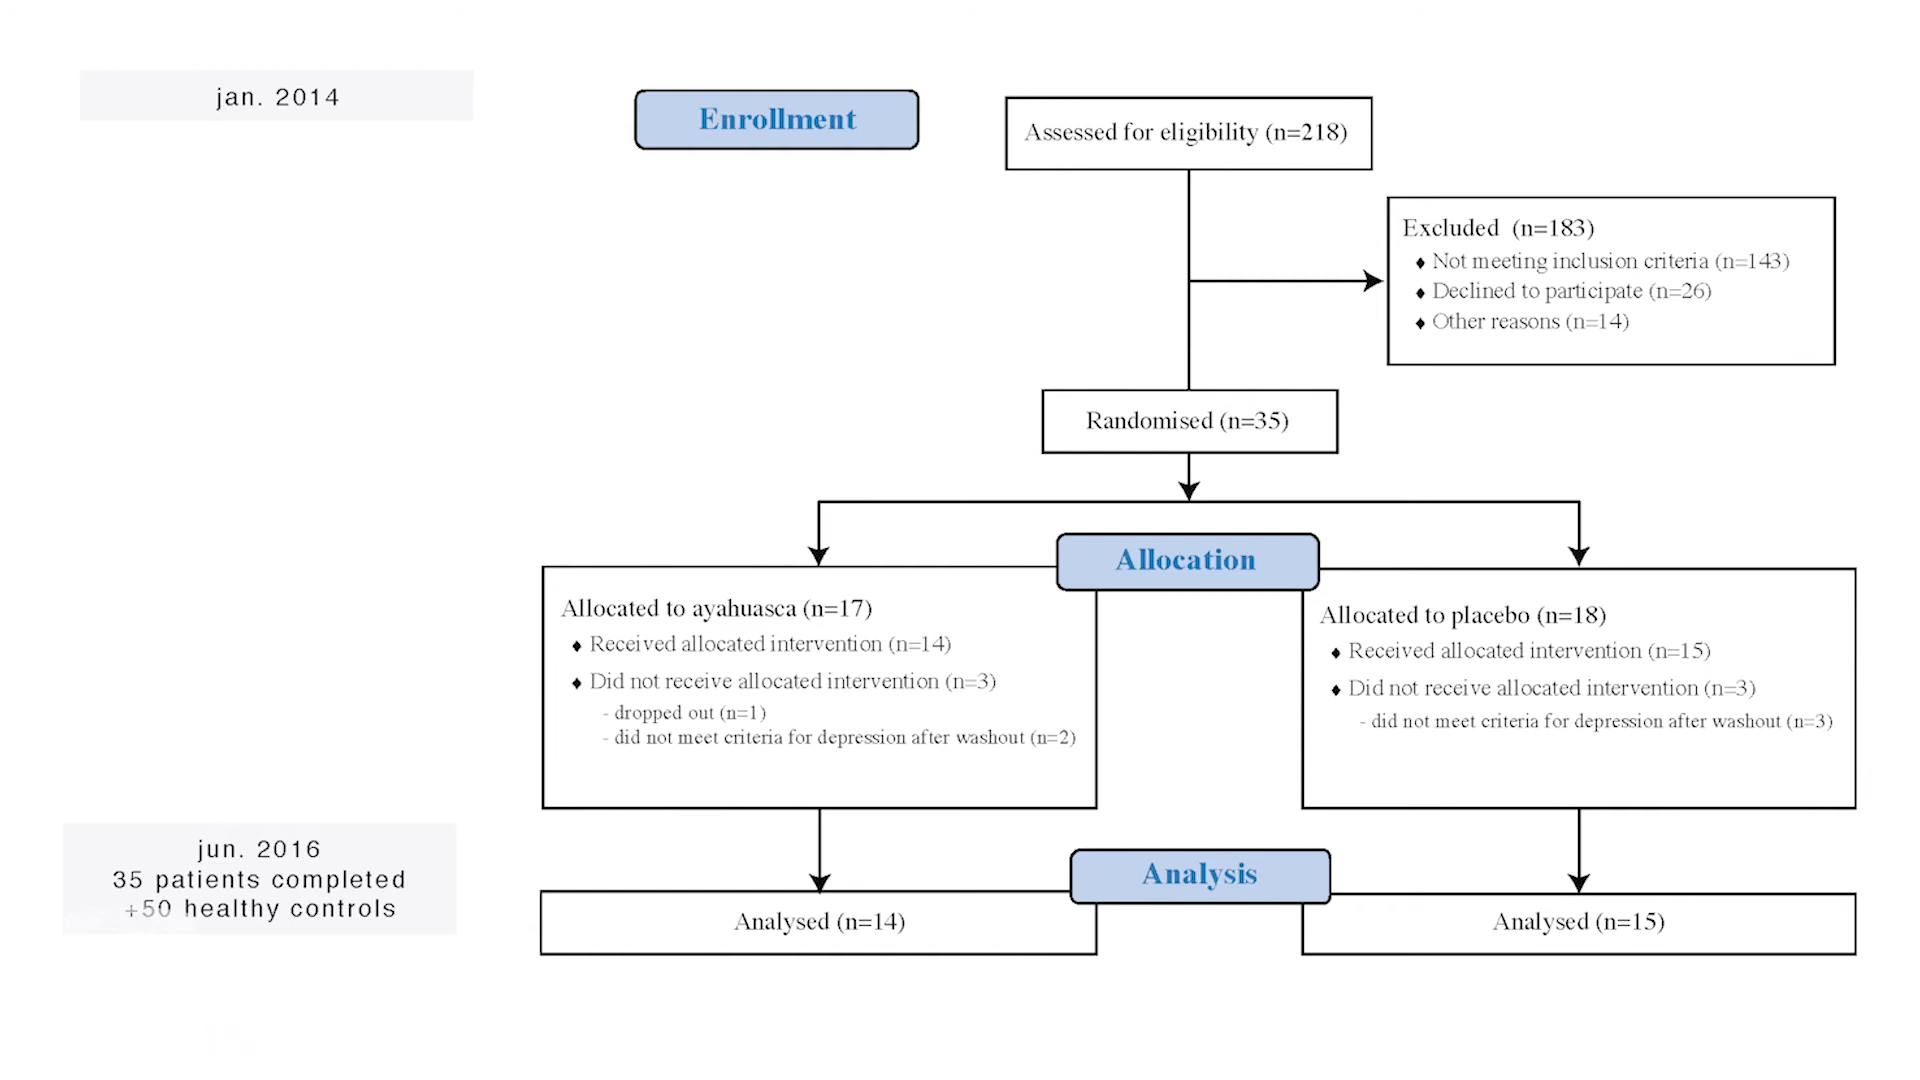 jan. 2014
Enrollment
Assessed for eligibility (n=218)
Excluded (n=183)
♦ Not meeting inclusion criteria (n=143)
♦ Declined to participate (n=26)
♦ Other reasons (n=14)
Randomised (n=35)
Allocation
Allocated to ayahuasca (n=17)
♦ Received allocated intervention (n=14)
♦ Did not receive allocated intervention (n=3)
- dropped out (n=1)
- did not meet criteria for depression after washout (n=2)
Allocated to placebo (n=18)
♦ Received allocated intervention (n=15)
♦ Did not receive allocated intervention (n=3)
- did not meet criteria for depression after washout (n=3)
jun. 2016
35 patients completed
+50 healthy controls
Analysis
Analysed (n=14)
Analysed (n=15)